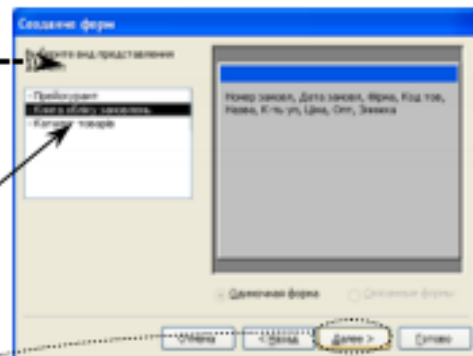 Создание форм
Выберите вид представления
- Прейскурант
- Книга обліку замовлень
- Каталог товарів
Номер замовл, Дата замовл, Фірма, Код тов,
Назва, К-ть уп, Ціна, Опт, Знижка
Одиночная форма
Связанные формы
Отмена
< Назад
Далее >
Готово